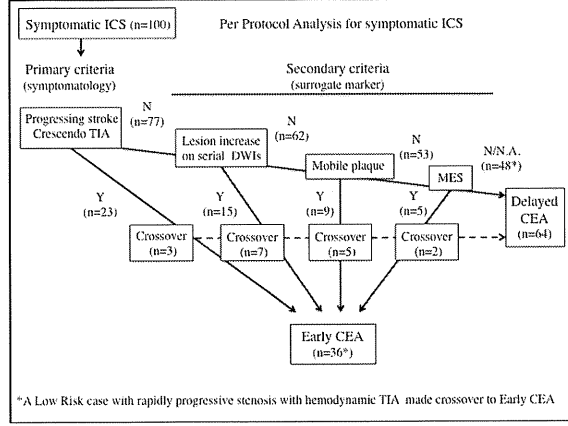 Symptomatic ICS (n=100)
Per Protocol Analysis for symptomatic ICS
Primary criteria
(symptomatology)
Secondary criteria
(surrogate marker)
Progressing stroke
Crescendo TIA
N
(n=77)
Lesion increase
on serial DWIs
N
(n=62)
Mobile plaque
N
(n=53)
MES
N/N.A.
(n=48*)
Y
(n=23)
Y
(n=15)
Y
(n=9)
Y
(n=5)
Delayed
CEA
(n=64)
Crossover
(n=3)
Crossover
(n=7)
Crossover
(n=5)
Crossover
(n=2)
Early CEA
(n=36*)
*A Low Risk case with rapidly progressive stenosis with hemodynamic TIA made crossover to Early CEA